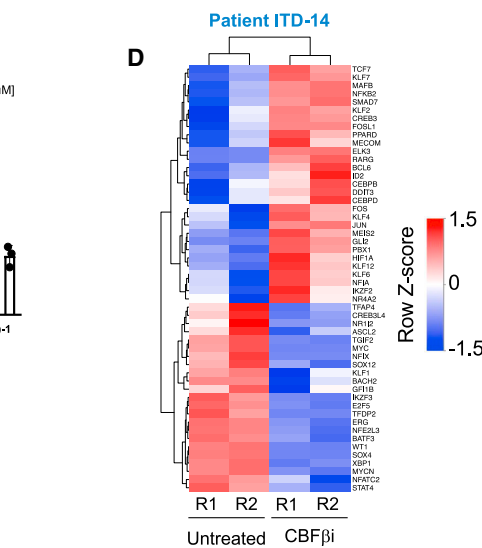 Patient ITD-14
D
M]
TCF7
KLF7
MAFB
NFKB2
SMAD7
KLF2
CREB3
FOSL1
PPARD
MECOM
ELK3
RARG
BCL6
ID2
CEBPB
DDIT3
CEBPD
FOS
KLF4
JUN
MEIS2
GLI2
PBX1
HIF1A
KLF12
KLF6
NFIA
IKZF2
NR4A2
TFAP4
CREB3L4
NR1I2
ASCL2
TGIF2
MYC
NFIX
SOX12
KLF1
BACH2
GFI1B
IKZF3
E2F5
TFDP2
ERG
NFE2L3
BATF3
WT1
SOX4
XBP1
MYCN
NFATC2
STAT4
1.5
0
-1.5
Row Z-score
-1
R1 R2 R1 R2
Untreated CBFβi